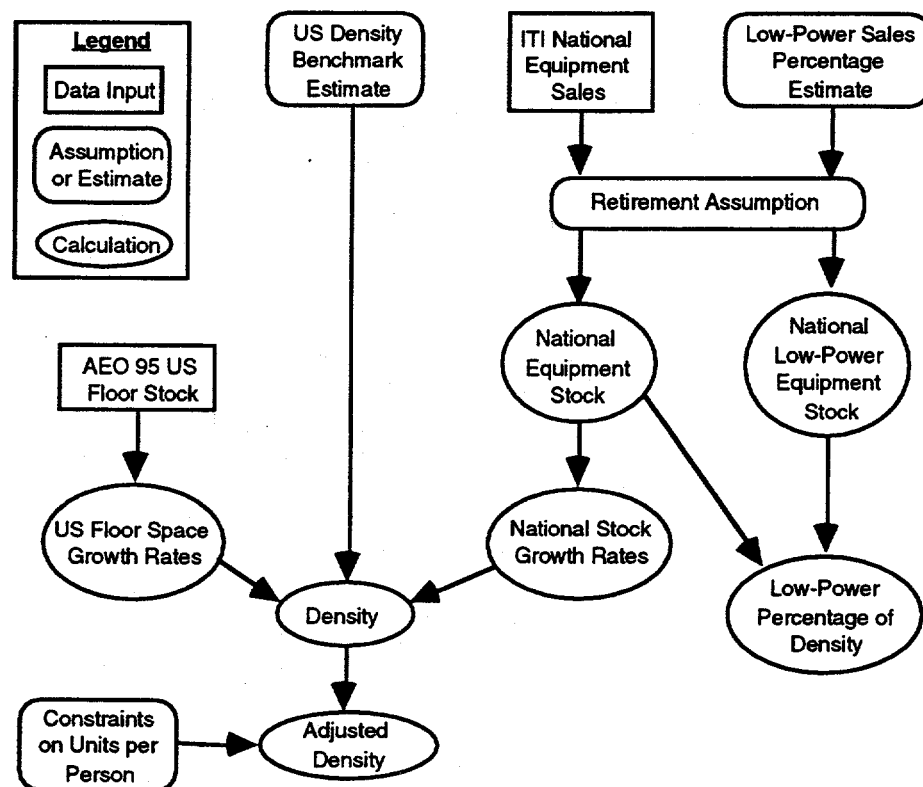 Legend
Data Input
Assumption
or Estimate
Calculation
US Density
Benchmark
Estimate
ITI National
Equipment
Sales
Low-Power Sales
Percentage
Estimate
Retirement Assumption
National
Equipment
Stock
National
Low-Power
Equipment
Stock
AEO 95 US
Floor Stock
US Floor Space
Growth Rates
National Stock
Growth Rates
Density
Low-Power
Percentage of
Density
Constraints
on Units per
Person
Adjusted
Density